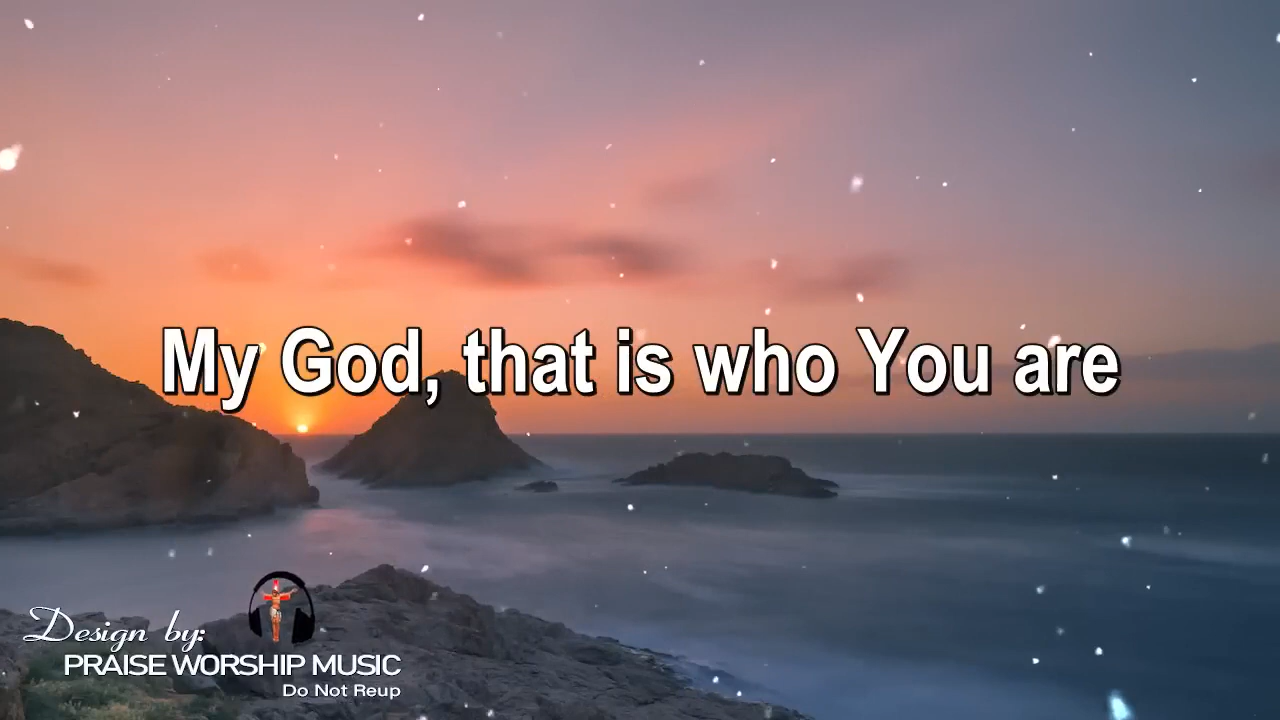 My God, that is who You are
Design by:
PRAISE WORSHIP MUSIC
Do Not Reup